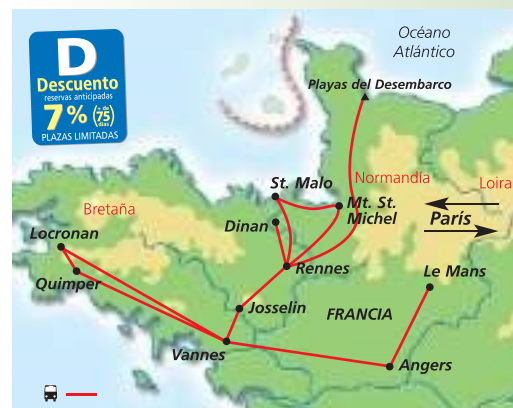 D
Descuento
reservas anticipadas
7% (+ de 75 días)
PLAZAS LIMITADAS
Océano
Atlántico
Playas del Desembarco
St. Malo
Normandía
Loira
Bretaña
Mt. St.
Michel
París
Dinan
Locronan
Rennes
Le Mans
Quimper
Josselin
FRANCIA
Vannes
Angers